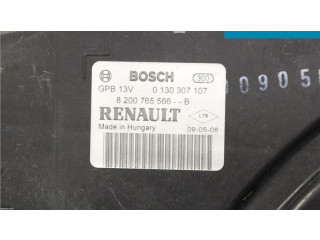 BOSCH 300
GPB 13V 0 130 307 107
8 200 765 566 - - B
RENAULT L78
Made in Hungary 09-05-08
0905